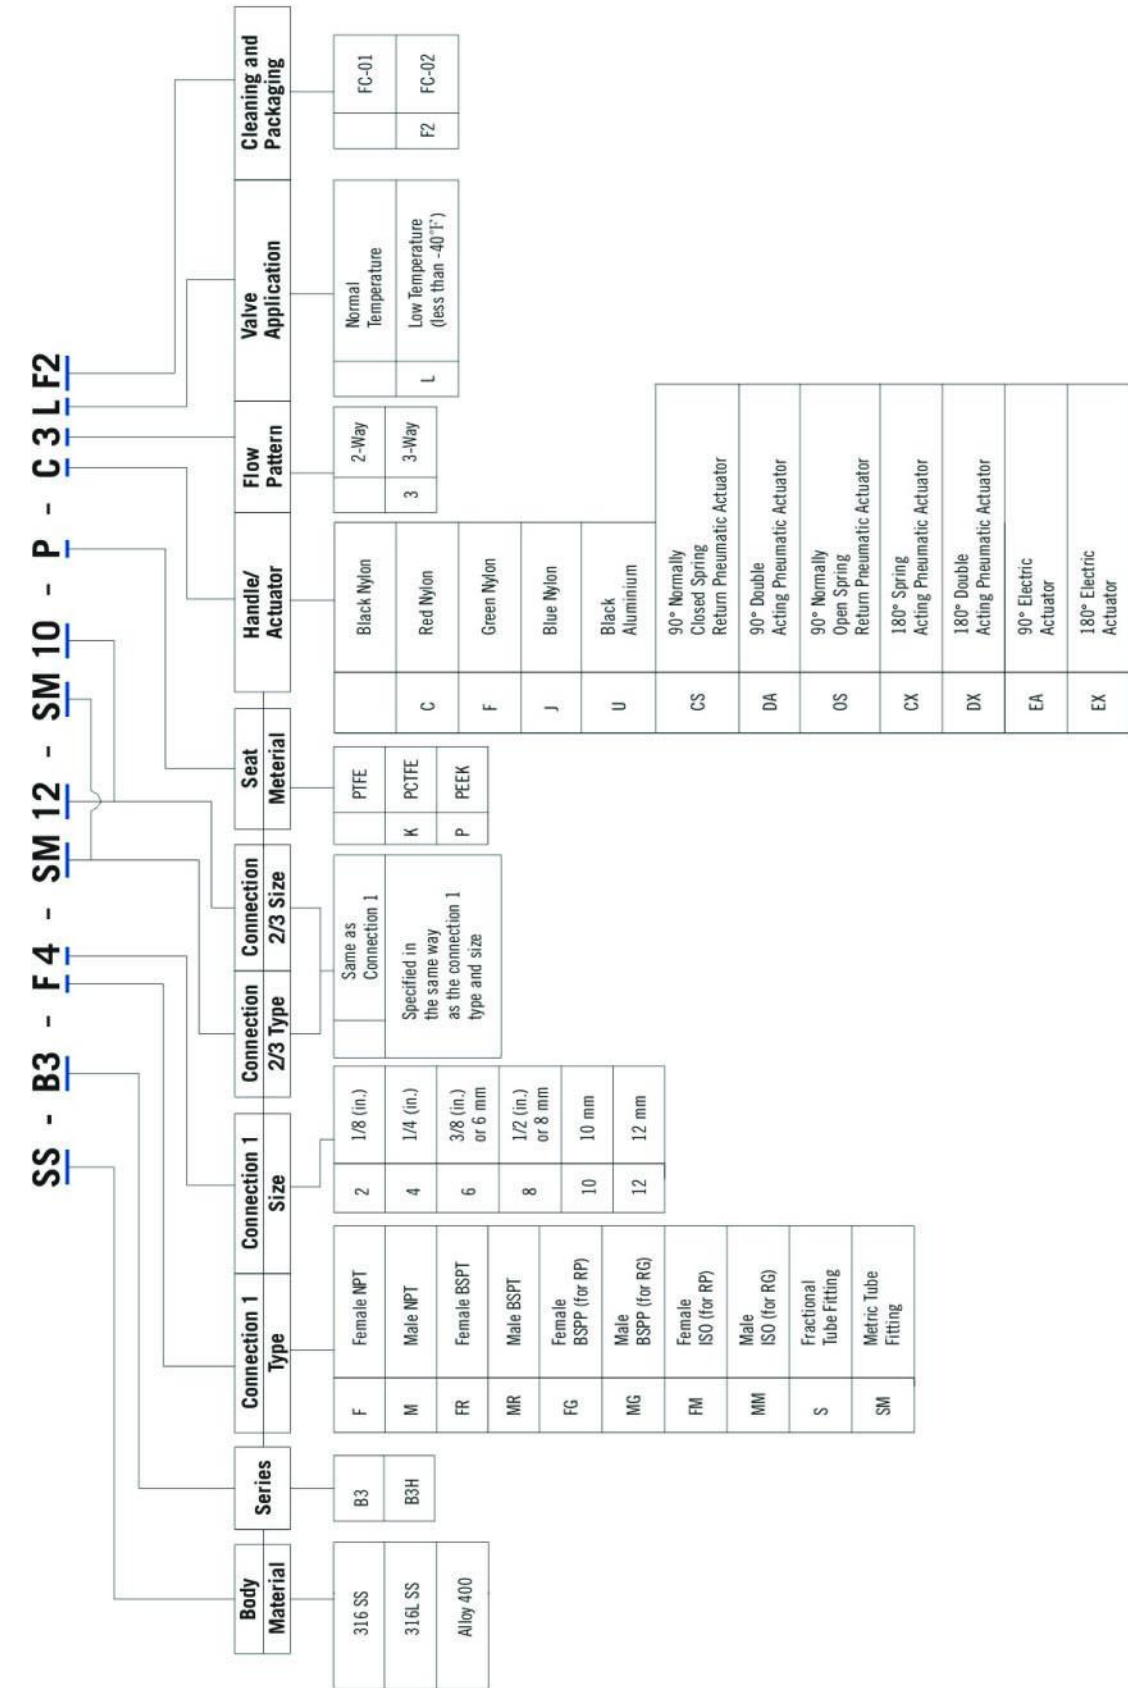 SS - B3 - F 4 - SM 12 - SM 10 - P - C 3 L F2
Body
Material
316 SS
316L SS
Alloy 400
Series
B3
B3H
Connection 1
Type
F Female NPT
M Male NPT
FR Female BSPT
MR Male BSPT
FG Female
BSPP (for RP)
MG Male
BSPP (for RG)
FM Female
ISO (for RP)
MM Male
ISO (for RG)
S Fractional
Tube Fitting
SM Metric Tube
Fitting
Connection 1
Size
2 1/8 (in.)
4 1/4 (in.)
6 3/8 (in.)
or 6 mm
8 1/2 (in.)
or 8 mm
10 10 mm
12 12 mm
Connection
2/3 Type
Connection
2/3 Size
Same as
Connection 1
Specified in
the same way
as the connection 1
type and size
Seat
Meterial
PTFE
K PCTFE
P PEEK
Handle/
Actuator
Black Nylon
C Red Nylon
F Green Nylon
J Blue Nylon
U Black
Aluminium
CS 90° Normally
Closed Spring
Return Pneumatic Actuator
DA 90° Double
Acting Pneumatic Actuator
OS 90° Normally
Open Spring
Return Pneumatic Actuator
CX 180° Spring
Acting Pneumatic Actuator
DX 180° Double
Acting Pneumatic Actuator
EA 90° Electric
Actuator
EX 180° Electric
Actuator
Flow
Pattern
2-Way
3 3-Way
Valve
Application
Normal
Temperature
L Low Temperature
(less than -40°F)
Cleaning and
Packaging
FC-01
F2 FC-02